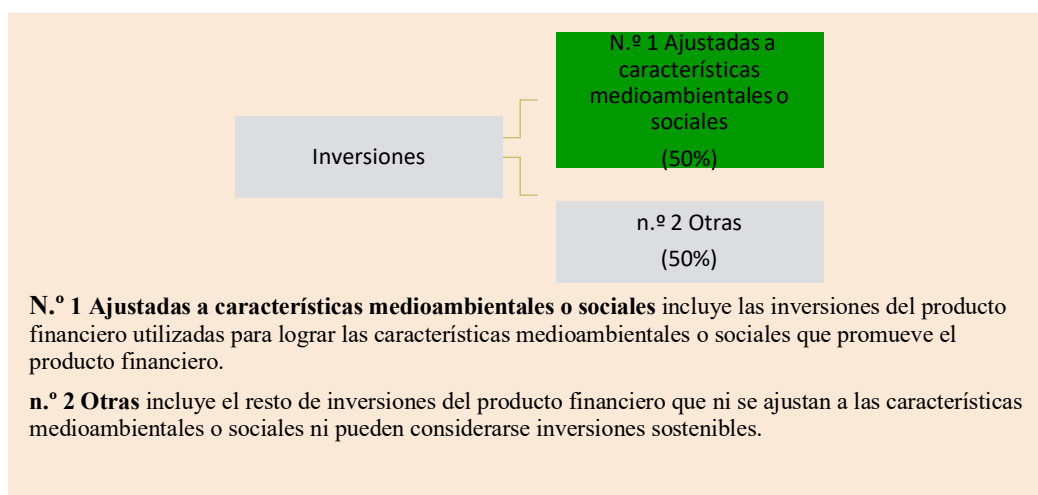 N.º 1 Ajustadas a
características
medioambientales o
sociales
(50%)
Inversiones
n.º 2 Otras
(50%)
N.º 1 Ajustadas a características medioambientales o sociales incluye las inversiones del producto
financiero utilizadas para lograr las características medioambientales o sociales que promueve el
producto financiero.
n.º 2 Otras incluye el resto de inversiones del producto financiero que ni se ajustan a las características
medioambientales o sociales ni pueden considerarse inversiones sostenibles.